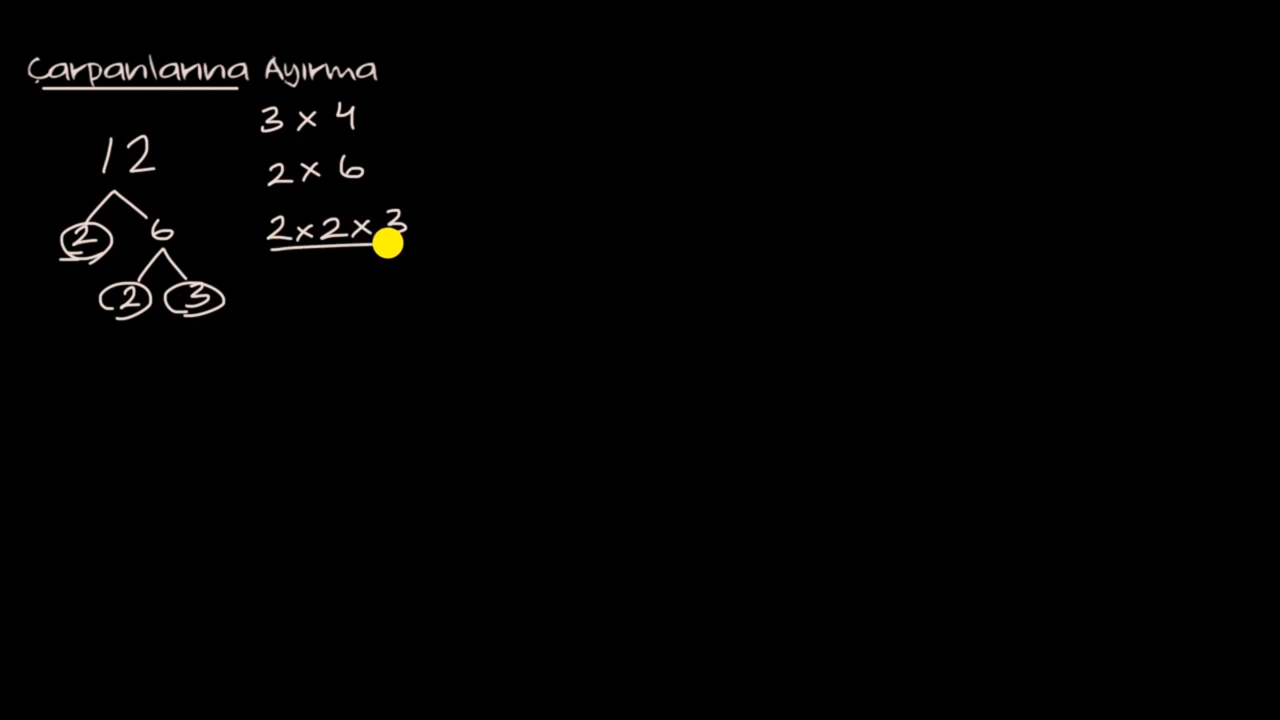 Çarpanlarına Ayırma
3 x 4
12
2 x 6
2 6
2 x 2 x 3
2 3